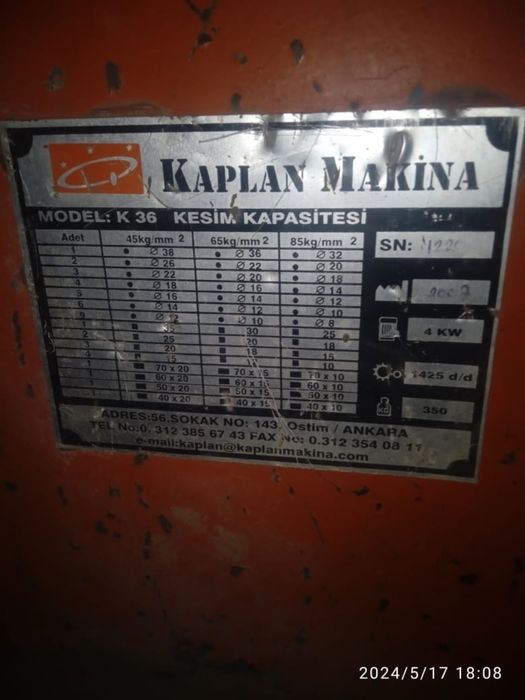 KAPLAN MAKİNA
MODEL: K 36 KESİM KAPASİTESİ
Adet 45kg/mm 2 65kg/mm 2 85kg/mm 2
1 Ø 38 Ø 36 Ø 32
2 Ø 26 Ø 22 Ø 20
3 Ø 22 Ø 20 Ø 18
4 Ø 18 Ø 16 Ø 14
5 Ø 16 Ø 14 Ø 12
6 Ø 14 Ø 12 Ø 10
Ø 12 Ø 10 Ø 8
1 35 30 25
2 25 20 18
3 20 18 15
4 15 10
1 70 x 20 70 x 15 70 x 10
1 60 x 20 60 x 15 60 x 10
1 50 x 20 50 x 15 50 x 10
1 40 x 20 40 x 15 40 x 10
SN:
4 KW
1425 d/d
KG 350
ADRES:56.SOKAK NO: 143. Ostim / ANKARA
TEL No:0. 312 385 67 43 FAX No: 0.312 354 08 11
e-mail:kaplan@kaplanmakina.com
2024/5/17 18:08